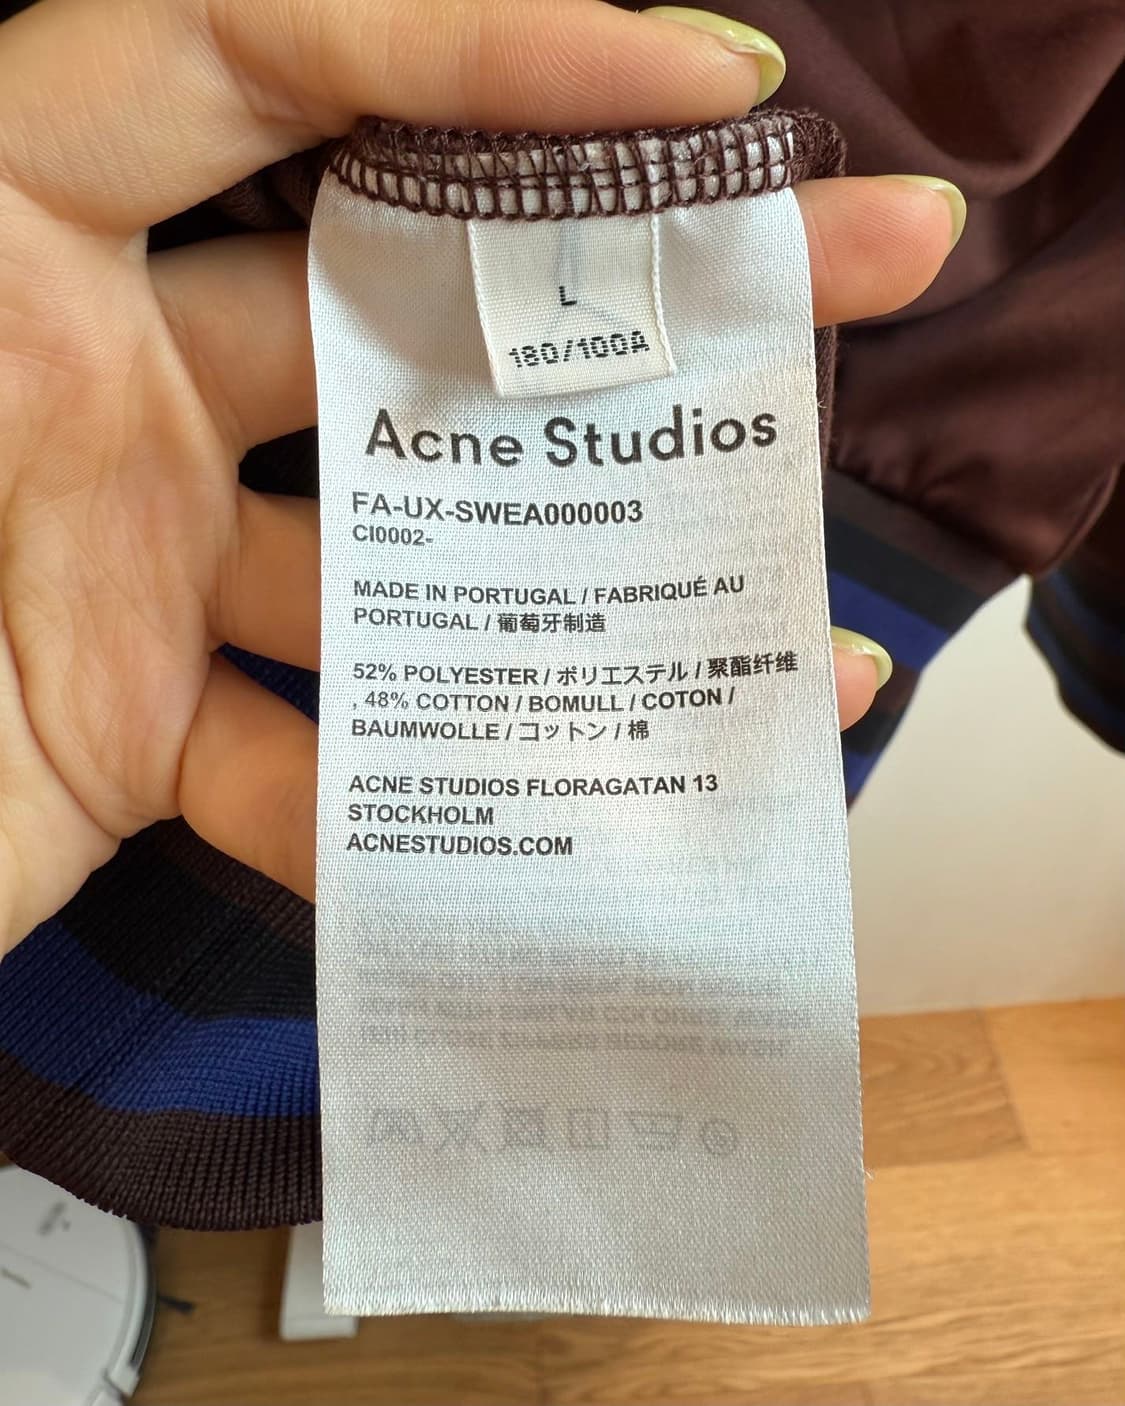 L
180/100A
Acne Studios
FA-UX-SWEA000003
CI0002-
MADE IN PORTUGAL / FABRIQUÉ AU
PORTUGAL / 葡萄牙制造
52% POLYESTER / ポリエステル / 聚酯纤维
, 48% COTTON / BOMULL / COTON /
BAUMWOLLE / コットン / 棉
ACNE STUDIOS FLORAGATAN 13
STOCKHOLM
ACNESTUDIOS.COM